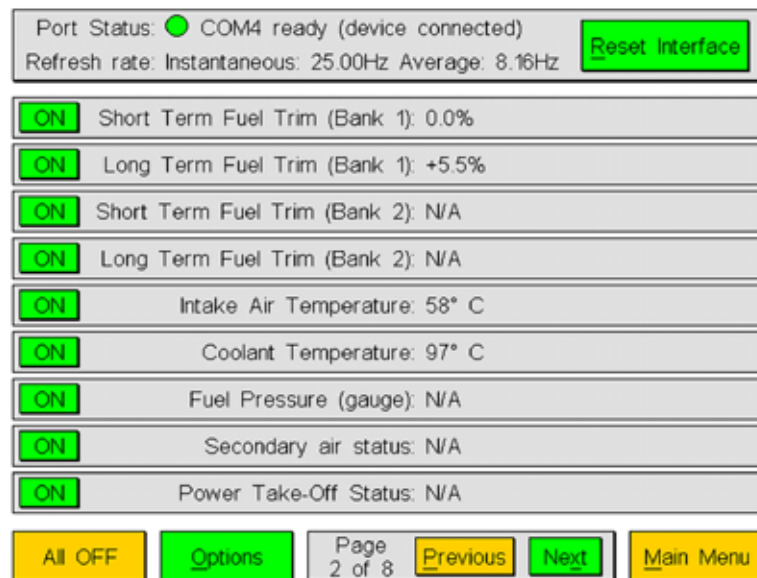 Port Status: COM4 ready (device connected)
Reset Interface
Refresh rate: Instantaneous: 25.00Hz Average: 8.16Hz
ON Short Term Fuel Trim (Bank 1): 0.0%
ON Long Term Fuel Trim (Bank 1): +5.5%
ON Short Term Fuel Trim (Bank 2): N/A
ON Long Term Fuel Trim (Bank 2): N/A
ON Intake Air Temperature: 58° C
ON Coolant Temperature: 97° C
ON Fuel Pressure (gauge): N/A
ON Secondary air status: N/A
ON Power Take-Off Status: N/A
All OFF
Options
Page
2 of 8
Previous
Next
Main Menu